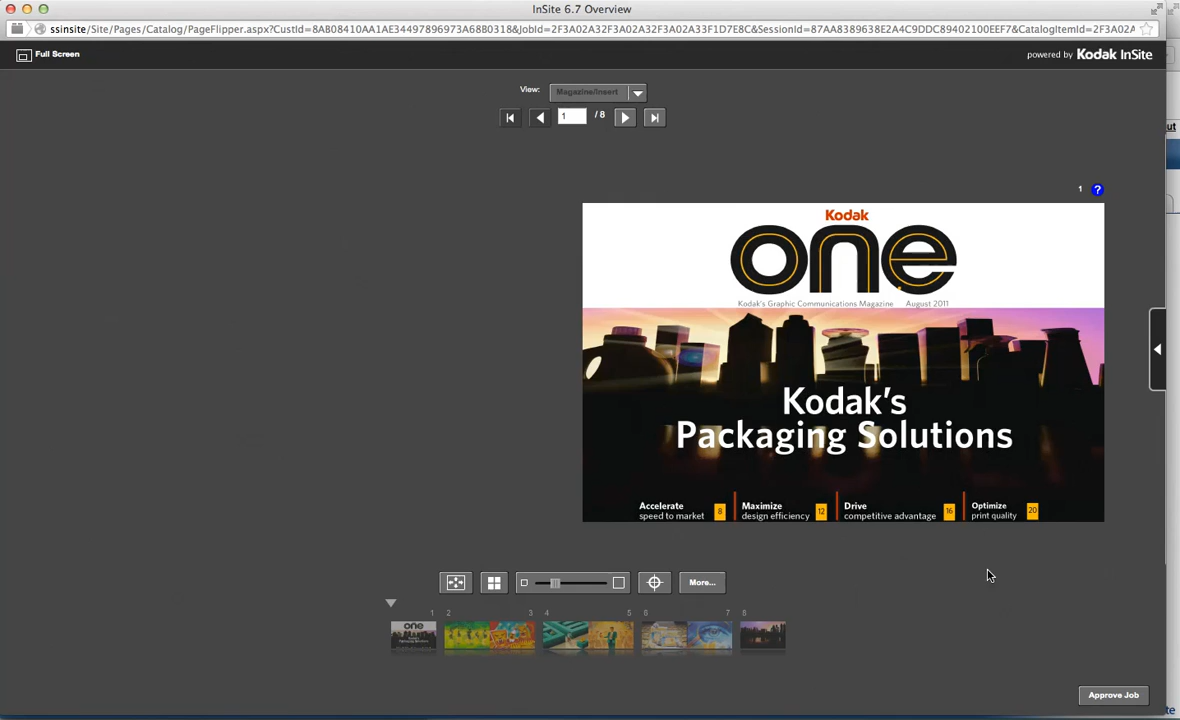 InSite 6.7 Overview
ssinsite/Site/Pages/Catalog/PageFlipper.aspx?CustId=8AB08410AA1AE34497896973A68B0318&JobId=2F3A02A32F3A02A32F3A02A33F1D7E8C&SessionId=87AA8389638E2A4C9DDC89402100EEF7&CatalogItemId=2F3A02A
Full Screen
powered by Kodak InSite
View: Magazine/Insert
1 / 8
ut
1 ?
Kodak
one
Kodak's Graphic Communications Magazine August 2011
Kodak's
Packaging Solutions
Accelerate
speed to market 8
Maximize
design efficiency 12
Drive
competitive advantage 16
Optimize
print quality 20
More...
1 2 3 4 5 6 7 8
Approve Job
te